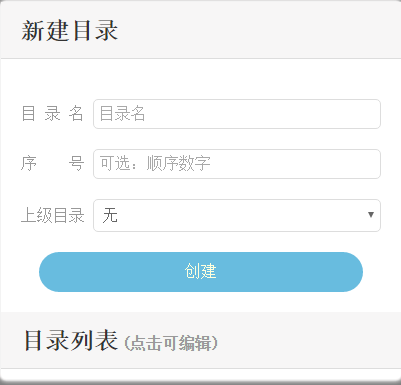 新建目录
目 录 名 目录名
序 号 可选：顺序数字
上级目录 无
创建
目录列表 (点击可编辑)